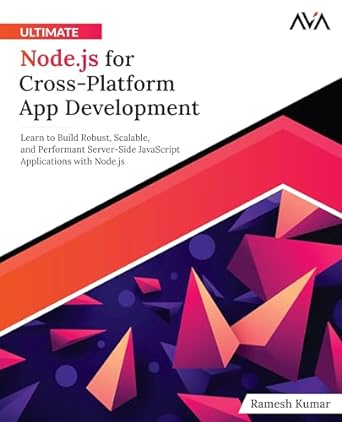 ULTIMATE
AVA
Node.js for
Cross-Platform
App Development
Learn to Build Robust, Scalable,
and Performant Server-Side JavaScript
Applications with Node.js
Ramesh Kumar